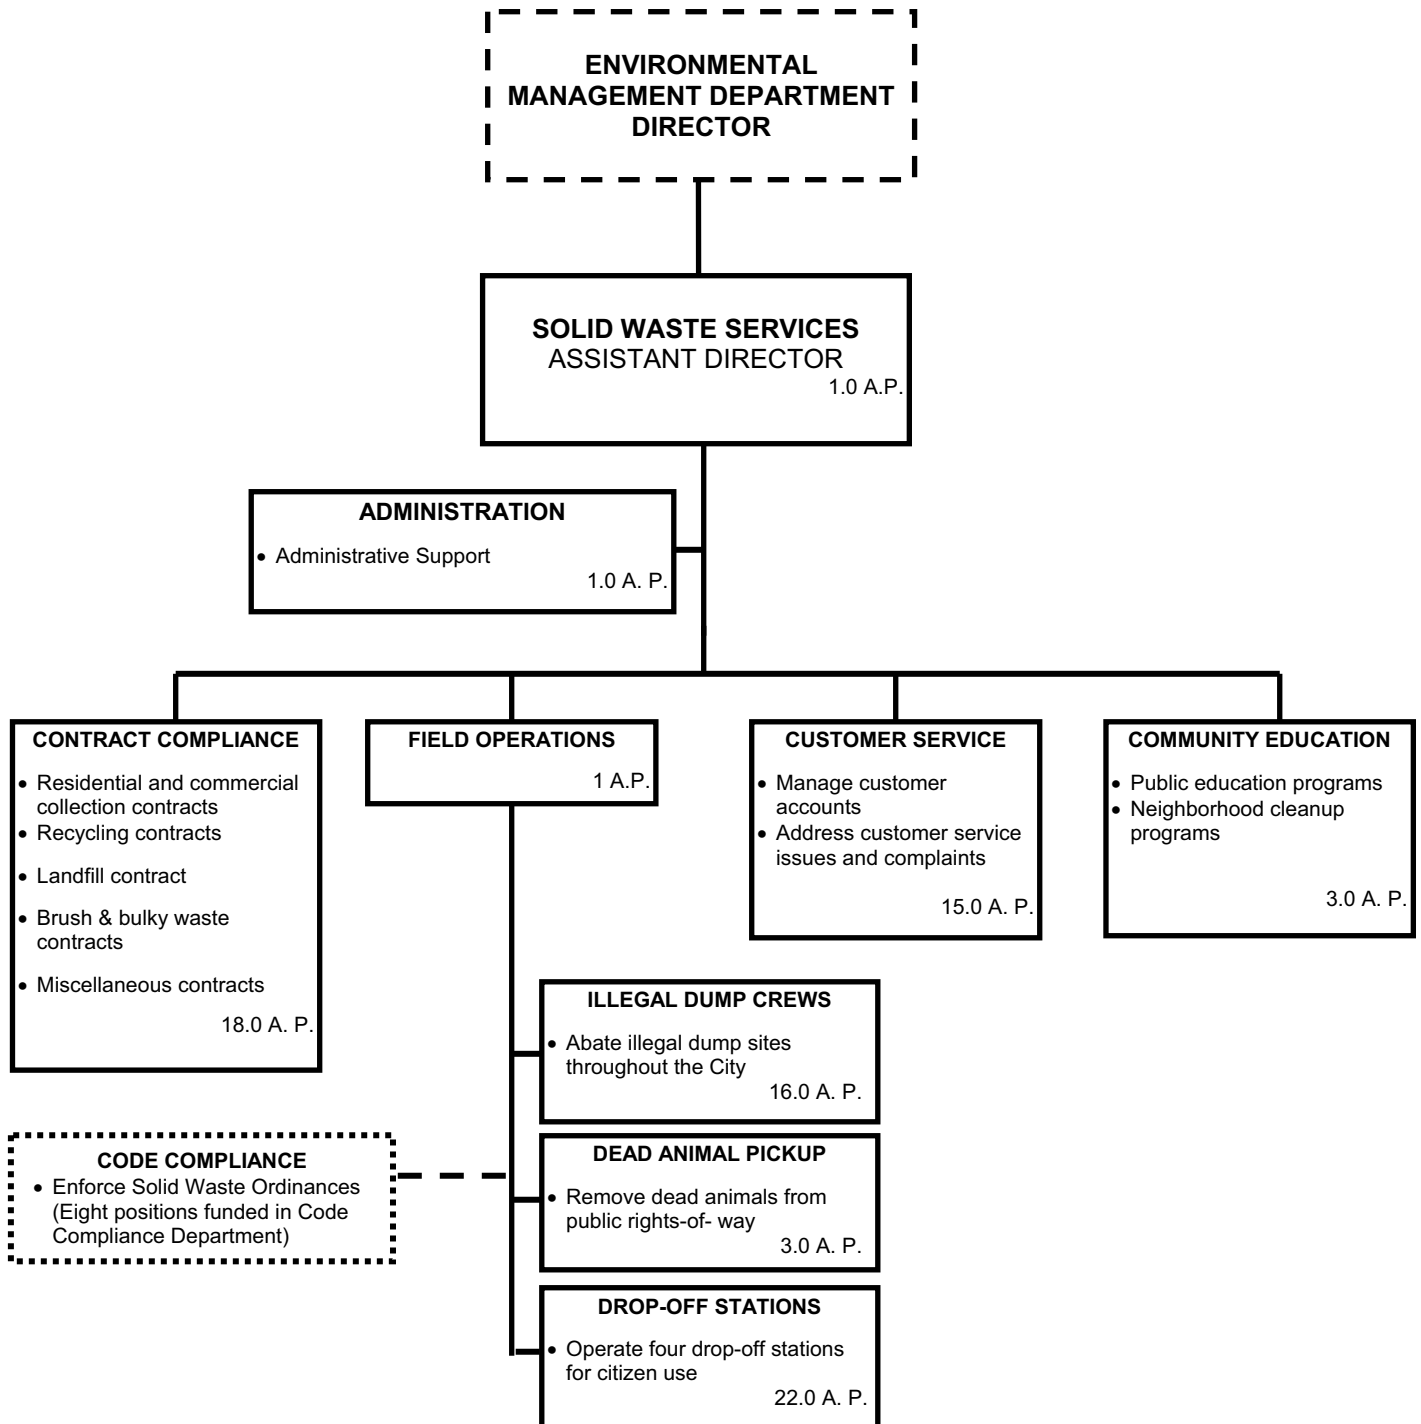 ENVIRONMENTAL
MANAGEMENT DEPARTMENT
DIRECTOR
SOLID WASTE SERVICES
ASSISTANT DIRECTOR
1.0 A.P.
ADMINISTRATION
• Administrative Support
1.0 A. P.
CONTRACT COMPLIANCE
• Residential and commercial
collection contracts
• Recycling contracts
• Landfill contract
• Brush & bulky waste
contracts
• Miscellaneous contracts
18.0 A. P.
FIELD OPERATIONS
1 A.P.
CUSTOMER SERVICE
• Manage customer
accounts
• Address customer service
issues and complaints
15.0 A. P.
COMMUNITY EDUCATION
• Public education programs
• Neighborhood cleanup
programs
3.0 A. P.
ILLEGAL DUMP CREWS
• Abate illegal dump sites
throughout the City
16.0 A. P.
CODE COMPLIANCE
• Enforce Solid Waste Ordinances
(Eight positions funded in Code
Compliance Department)
DEAD ANIMAL PICKUP
• Remove dead animals from
public rights-of- way
3.0 A. P.
DROP-OFF STATIONS
• Operate four drop-off stations
for citizen use
22.0 A. P.